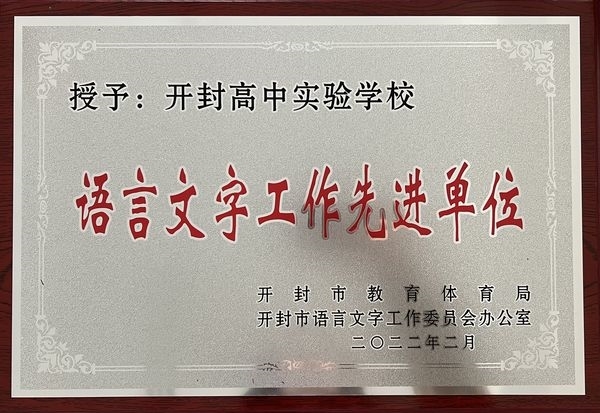 授予：开封高中实验学校
语言文字工作先进单位
开封市教育体育局
开封市语言文字工作委员会办公室
二〇二二年二月